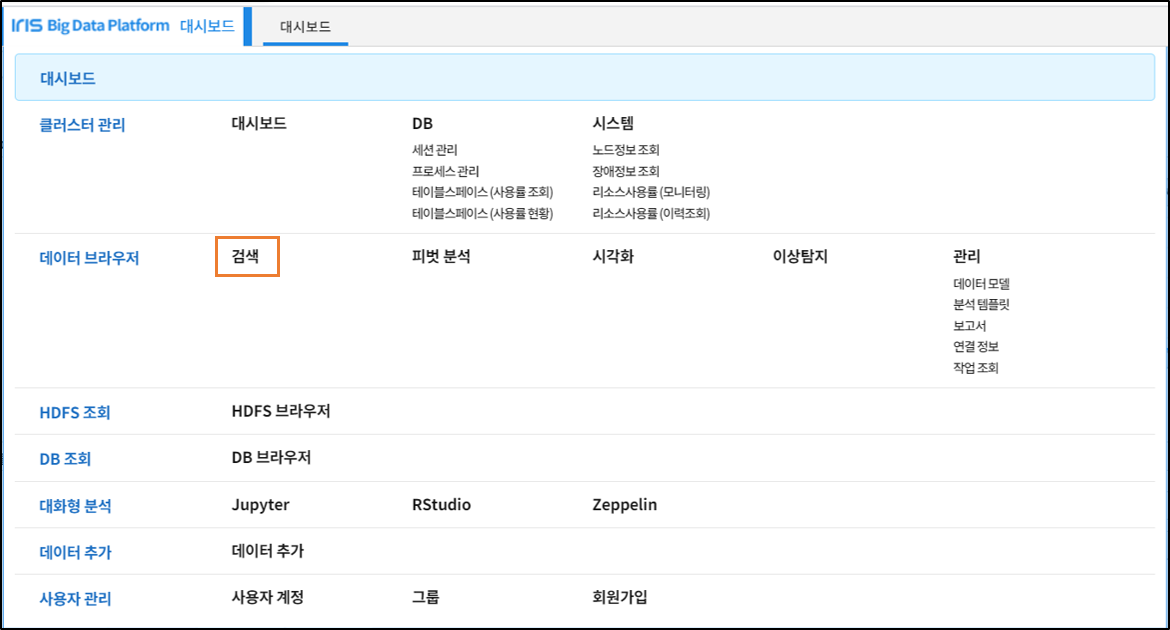 IRIS Big Data Platform 대시보드 대시보드
대시보드
클러스터 관리 대시보드 DB 시스템
세션 관리 노드정보 조회
프로세스 관리 장애정보 조회
테이블스페이스 (사용률 조회) 리소스사용률 (모니터링)
테이블스페이스 (사용률 현황) 리소스사용률 (이력조회)
데이터 브라우저 검색 피벗 분석 시각화 이상탐지 관리
데이터 모델
분석 템플릿
보고서
연결 정보
작업 조회
HDFS 조회 HDFS 브라우저
DB 조회 DB 브라우저
대화형 분석 Jupyter RStudio Zeppelin
데이터 추가 데이터 추가
사용자 관리 사용자 계정 그룹 회원가입